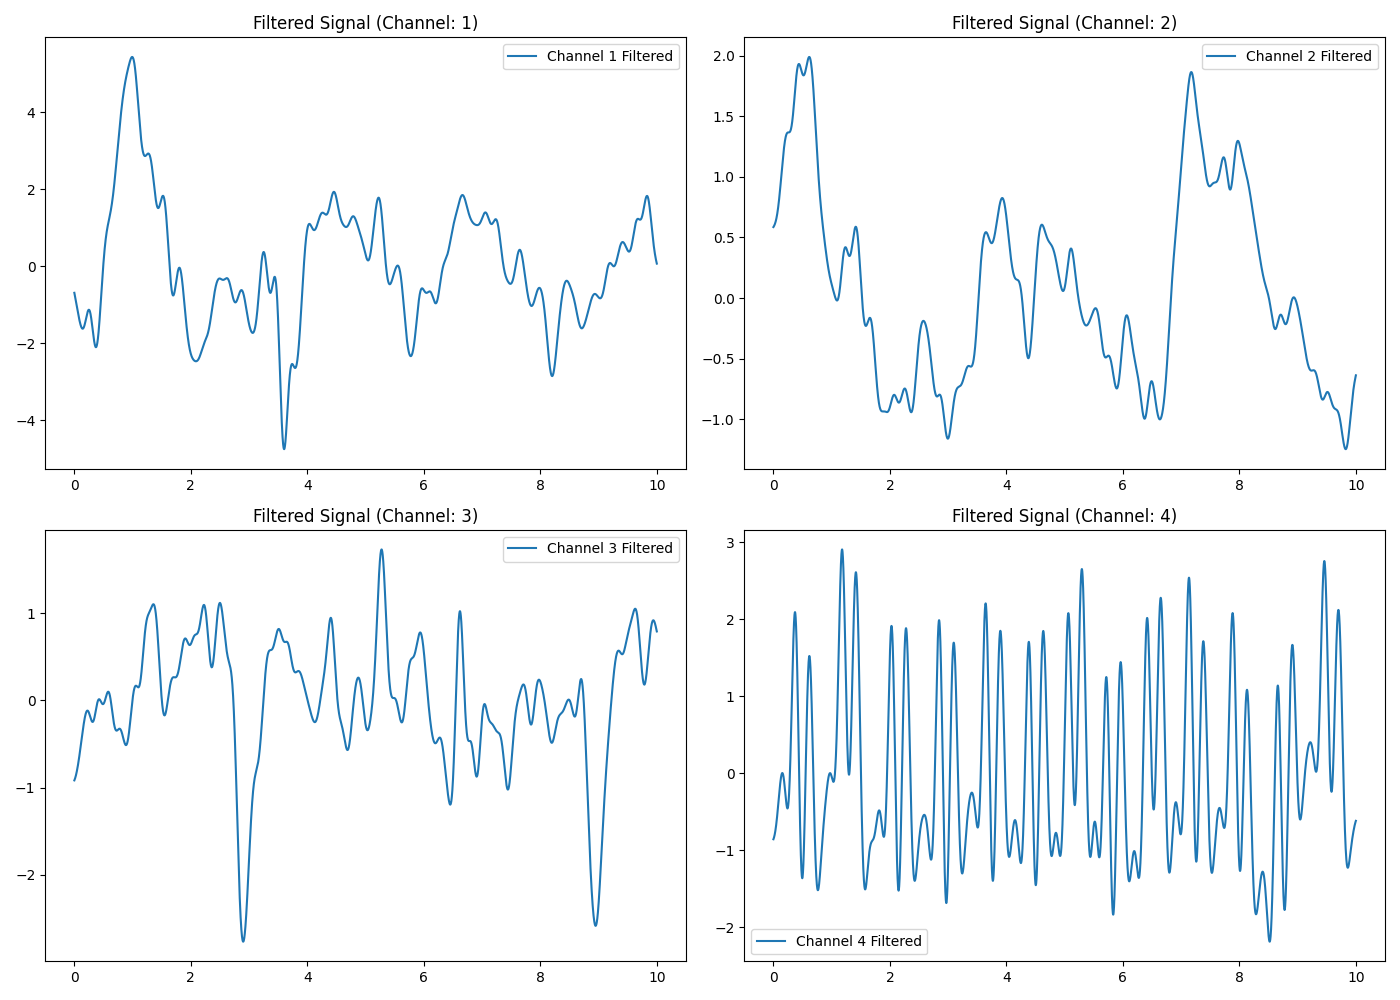 Filtered Signal (Channel: 1)
Channel 1 Filtered
4
2
0
−2
−4
0 2 4 6 8 10
Filtered Signal (Channel: 2)
Channel 2 Filtered
2.0
1.5
1.0
0.5
0.0
−0.5
−1.0
0 2 4 6 8 10
Filtered Signal (Channel: 3)
Channel 3 Filtered
1
0
−1
−2
0 2 4 6 8 10
Filtered Signal (Channel: 4)
3
2
1
0
−1
−2
Channel 4 Filtered
0 2 4 6 8 10